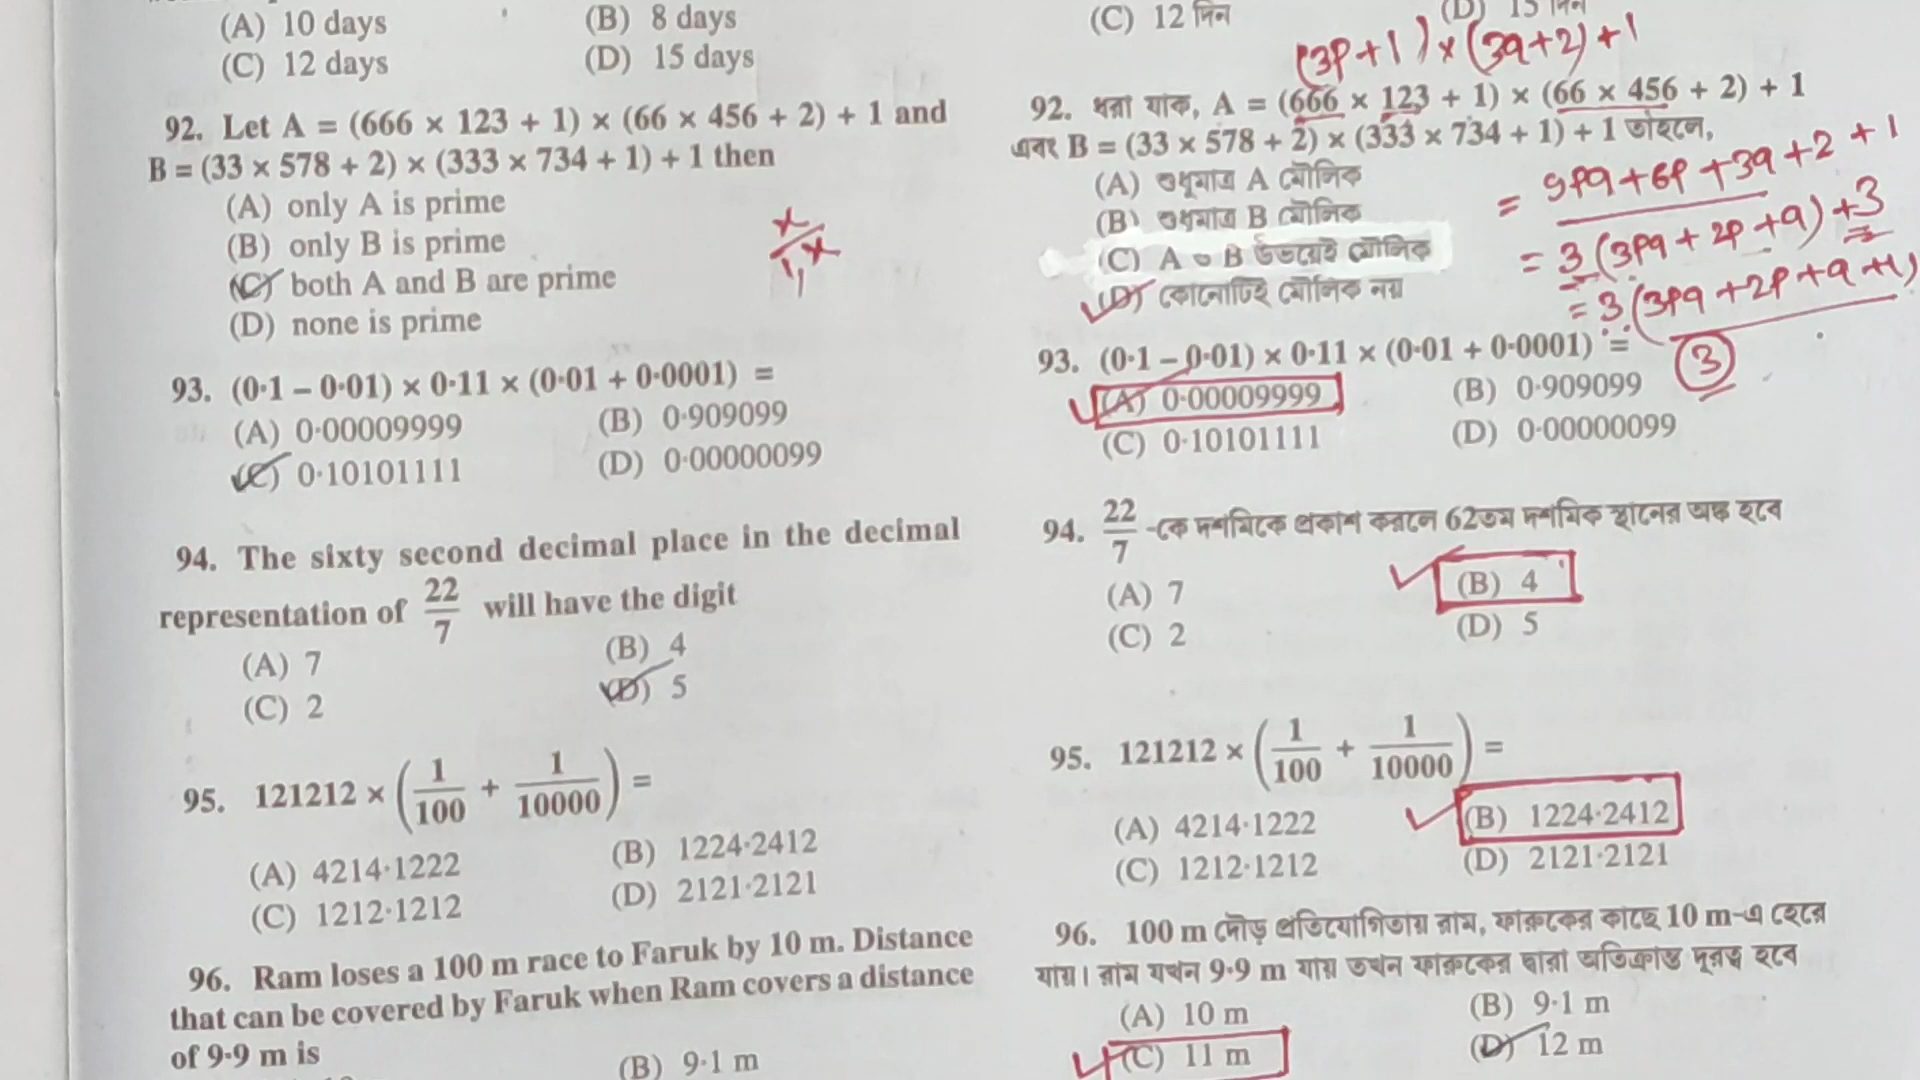 (A) 10 days (B) 8 days
(C) 12 days (D) 15 days
92. Let A = (666 × 123 + 1) × (66 × 456 + 2) + 1 and
B = (33 × 578 + 2) × (333 × 734 + 1) + 1 then
(A) only A is prime
(B) only B is prime
(C) both A and B are prime
(D) none is prime
93. (0·1 – 0·01) × 0·11 × (0·01 + 0·0001) =
(A) 0·00009999 (B) 0·909099
(C) 0·10101111 (D) 0·00000099
94. The sixty second decimal place in the decimal
representation of 22/7 will have the digit
(A) 7 (B) 4
(C) 2 (D) 5
95. 121212 × (1/100 + 1/10000) =
(A) 4214·1222 (B) 1224·2412
(C) 1212·1212 (D) 2121·2121
96. Ram loses a 100 m race to Faruk by 10 m. Distance
that can be covered by Faruk when Ram covers a distance
of 9·9 m is
(B) 9·1 m
(C) 12 দিন (D) 15 দিন
(3p+1) × (3q+2) +1
92. ধরা যাক, A = (666 × 123 + 1) × (66 × 456 + 2) + 1
এবং B = (33 × 578 + 2) × (333 × 734 + 1) + 1 তাহলে,
(A) শুধুমাত্র A মৌলিক
(B) শুধুমাত্র B মৌলিক
(C) A ও B উভয়েই মৌলিক
(D) কোনোটিই মৌলিক নয়
= 9pq + 6p + 3q + 2 + 1
= 3 (3pq + 2p + q) + 3
= 3 (3pq + 2p + q + 1)
3
93. (0·1 – 0·01) × 0·11 × (0·01 + 0·0001) =
(A) 0·00009999 (B) 0·909099
(C) 0·10101111 (D) 0·00000099
94. 22/7 -কে দশমিকে প্রকাশ করলে 62তম দশমিক স্থানের অঙ্ক হবে
(A) 7 (B) 4
(C) 2 (D) 5
95. 121212 × (1/100 + 1/10000) =
(A) 4214·1222 (B) 1224·2412
(C) 1212·1212 (D) 2121·2121
96. 100 m দৌড় প্রতিযোগিতায় রাম, ফারুকের কাছে 10 m-এ হেরে
যায়। রাম যখন 9·9 m যায় তখন ফারুকের দ্বারা অতিক্রান্ত দূরত্ব হবে
(A) 10 m (B) 9·1 m
(C) 11 m (D) 12 m